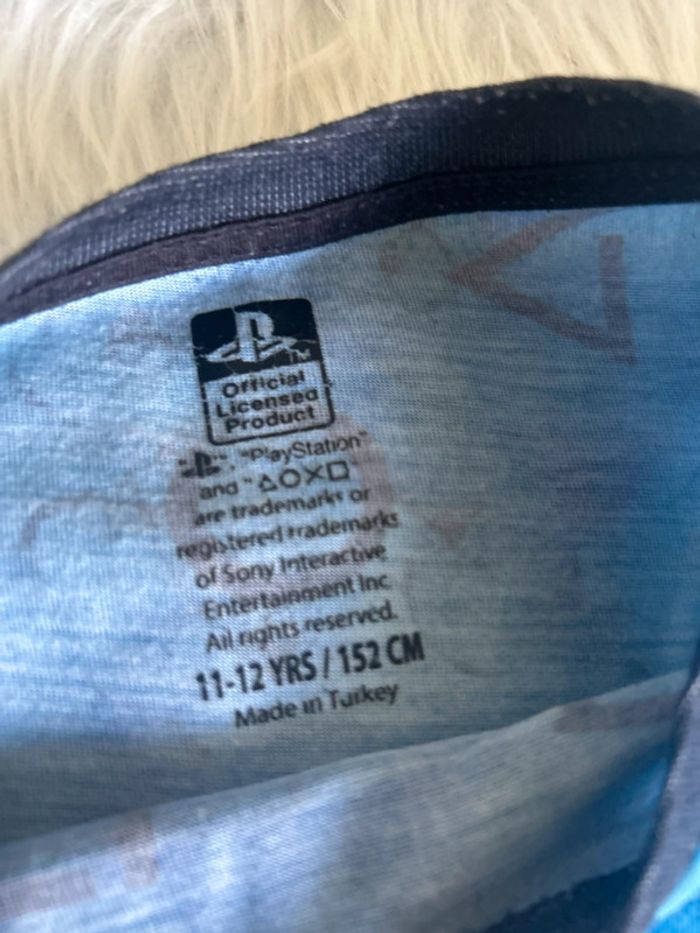 TM
Official
Licensed
Product
"PlayStation"
and "△○✕□"
are trademarks or
registered trademarks
of Sony Interactive
Entertainment Inc.
All rights reserved.
11-12 YRS / 152 CM
Made in Turkey